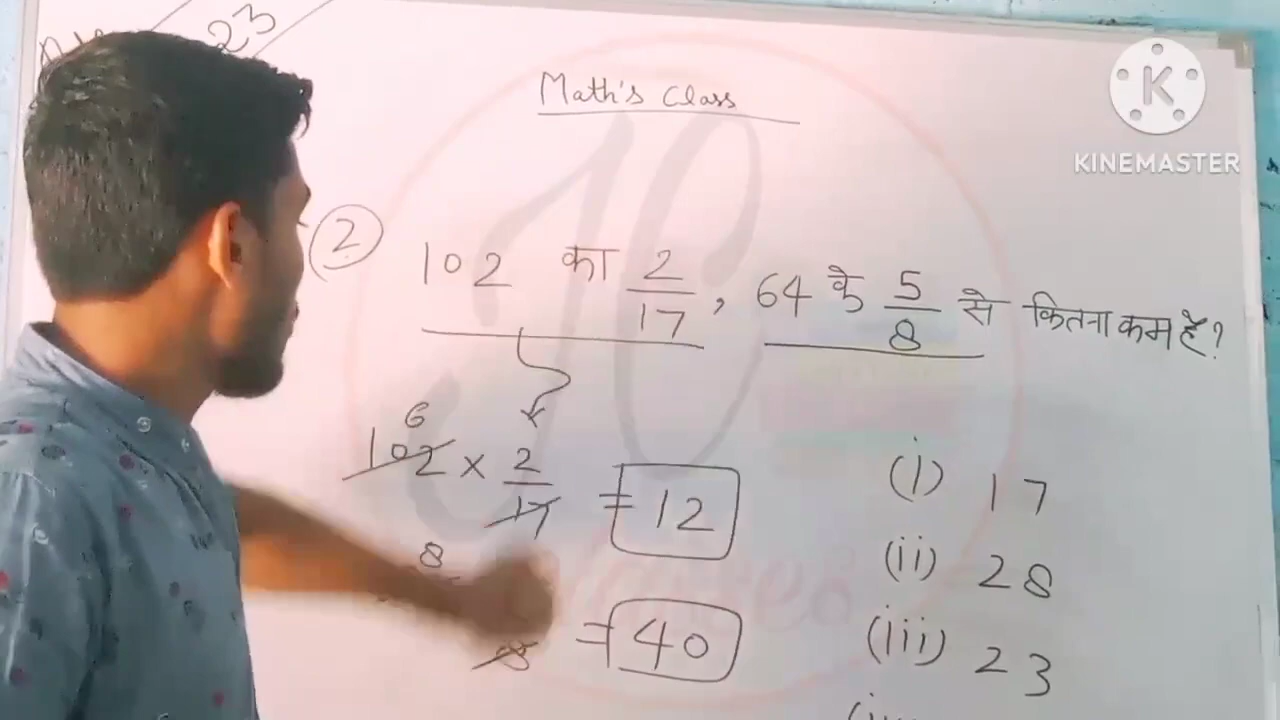 23
Math's Class
KINEMASTER
(2) 102 का 2/17, 64 के 5/8 से कितना कम है?
6
102 × 2/17 = 12
8
8 = 40
(i) 17
(ii) 28
(iii) 23